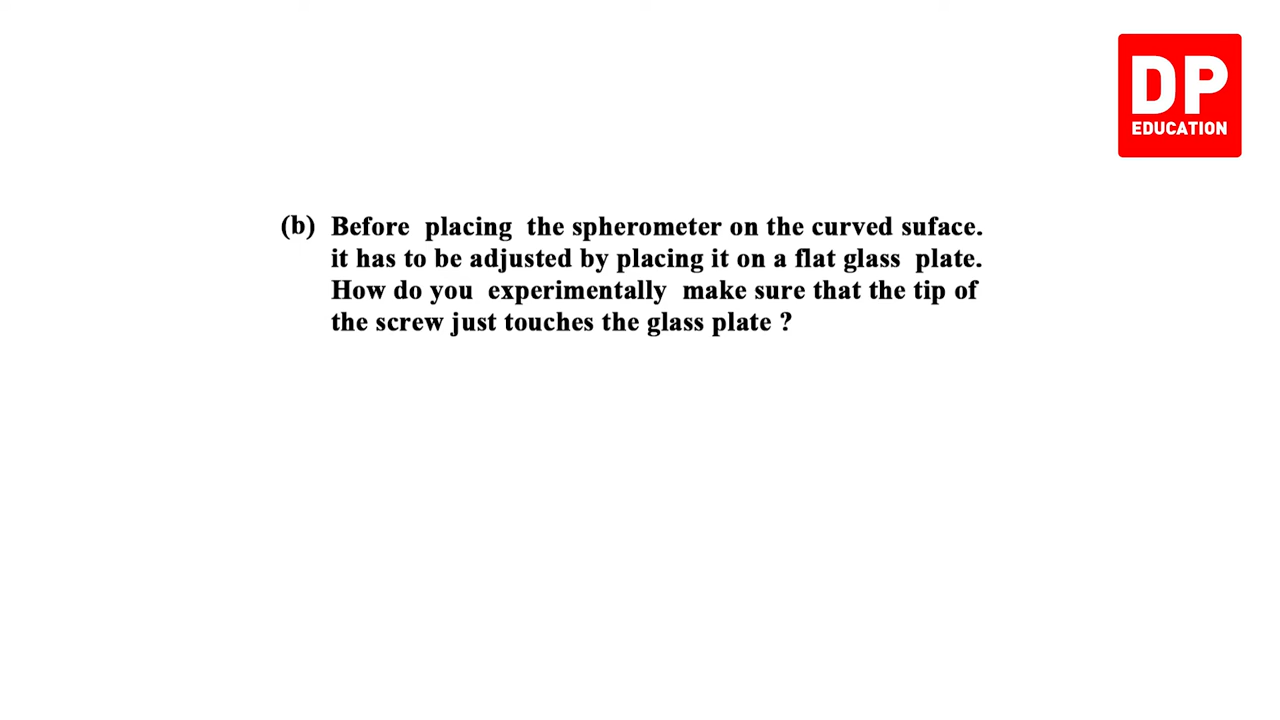 DP
EDUCATION
(b) Before placing the spherometer on the curved suface.
it has to be adjusted by placing it on a flat glass plate.
How do you experimentally make sure that the tip of
the screw just touches the glass plate ?